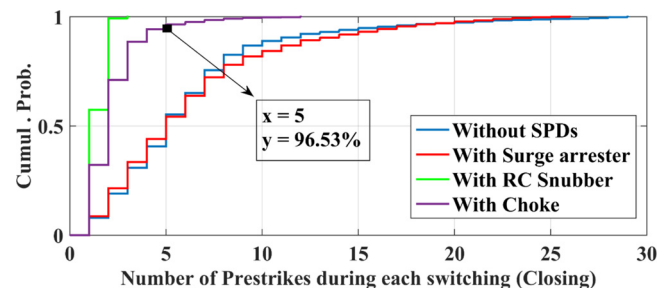 1
0.5
0
Cumul. Prob.
x = 5
y = 96.53%
Without SPDs
With Surge arrester
With RC Snubber
With Choke
0 5 10 15 20 25 30
Number of Prestrikes during each switching (Closing)